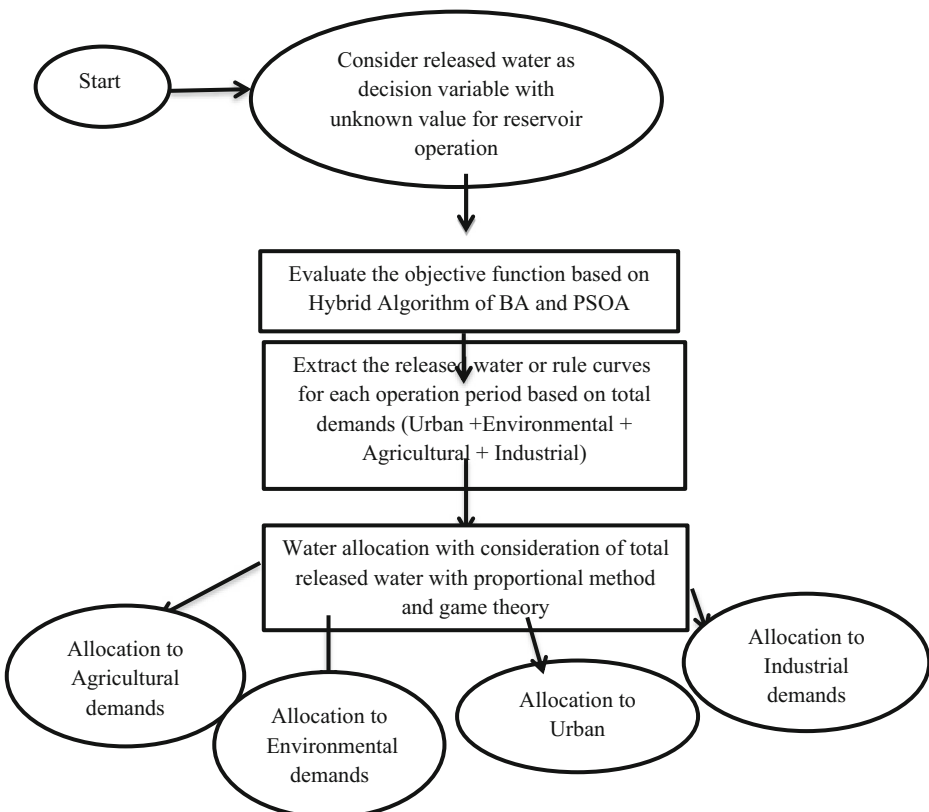 Start
Consider released water as
decision variable with
unknown value for reservoir
operation
Evaluate the objective function based on
Hybrid Algorithm of BA and PSOA
Extract the released water or rule curves
for each operation period based on total
demands (Urban +Environmental +
Agricultural + Industrial)
Water allocation with consideration of total
released water with proportional method
and game theory
Allocation to
Agricultural
demands
Allocation to
Environmental
demands
Allocation to
Urban
Allocation to
Industrial
demands